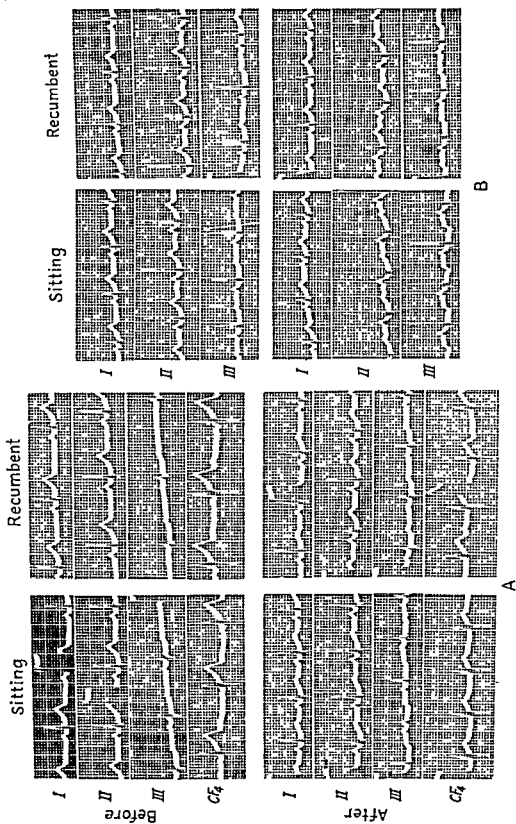 Sitting
Recumbent
Before
I
II
III
CF4
After
I
II
III
CF4
A
Sitting
Recumbent
I
II
III
I
II
III
B